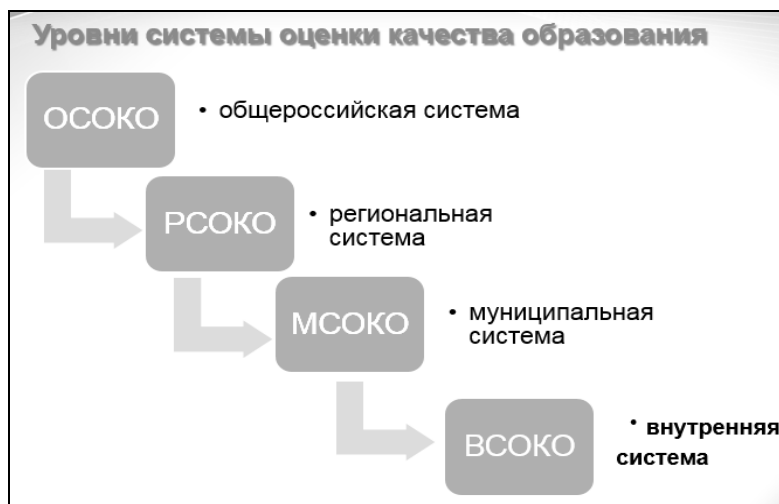 Уровни системы оценки качества образования
ОСОКО
• общероссийская система
РСОКО
• региональная
система
МСОКО
• муниципальная
система
ВСОКО
• внутренняя
система